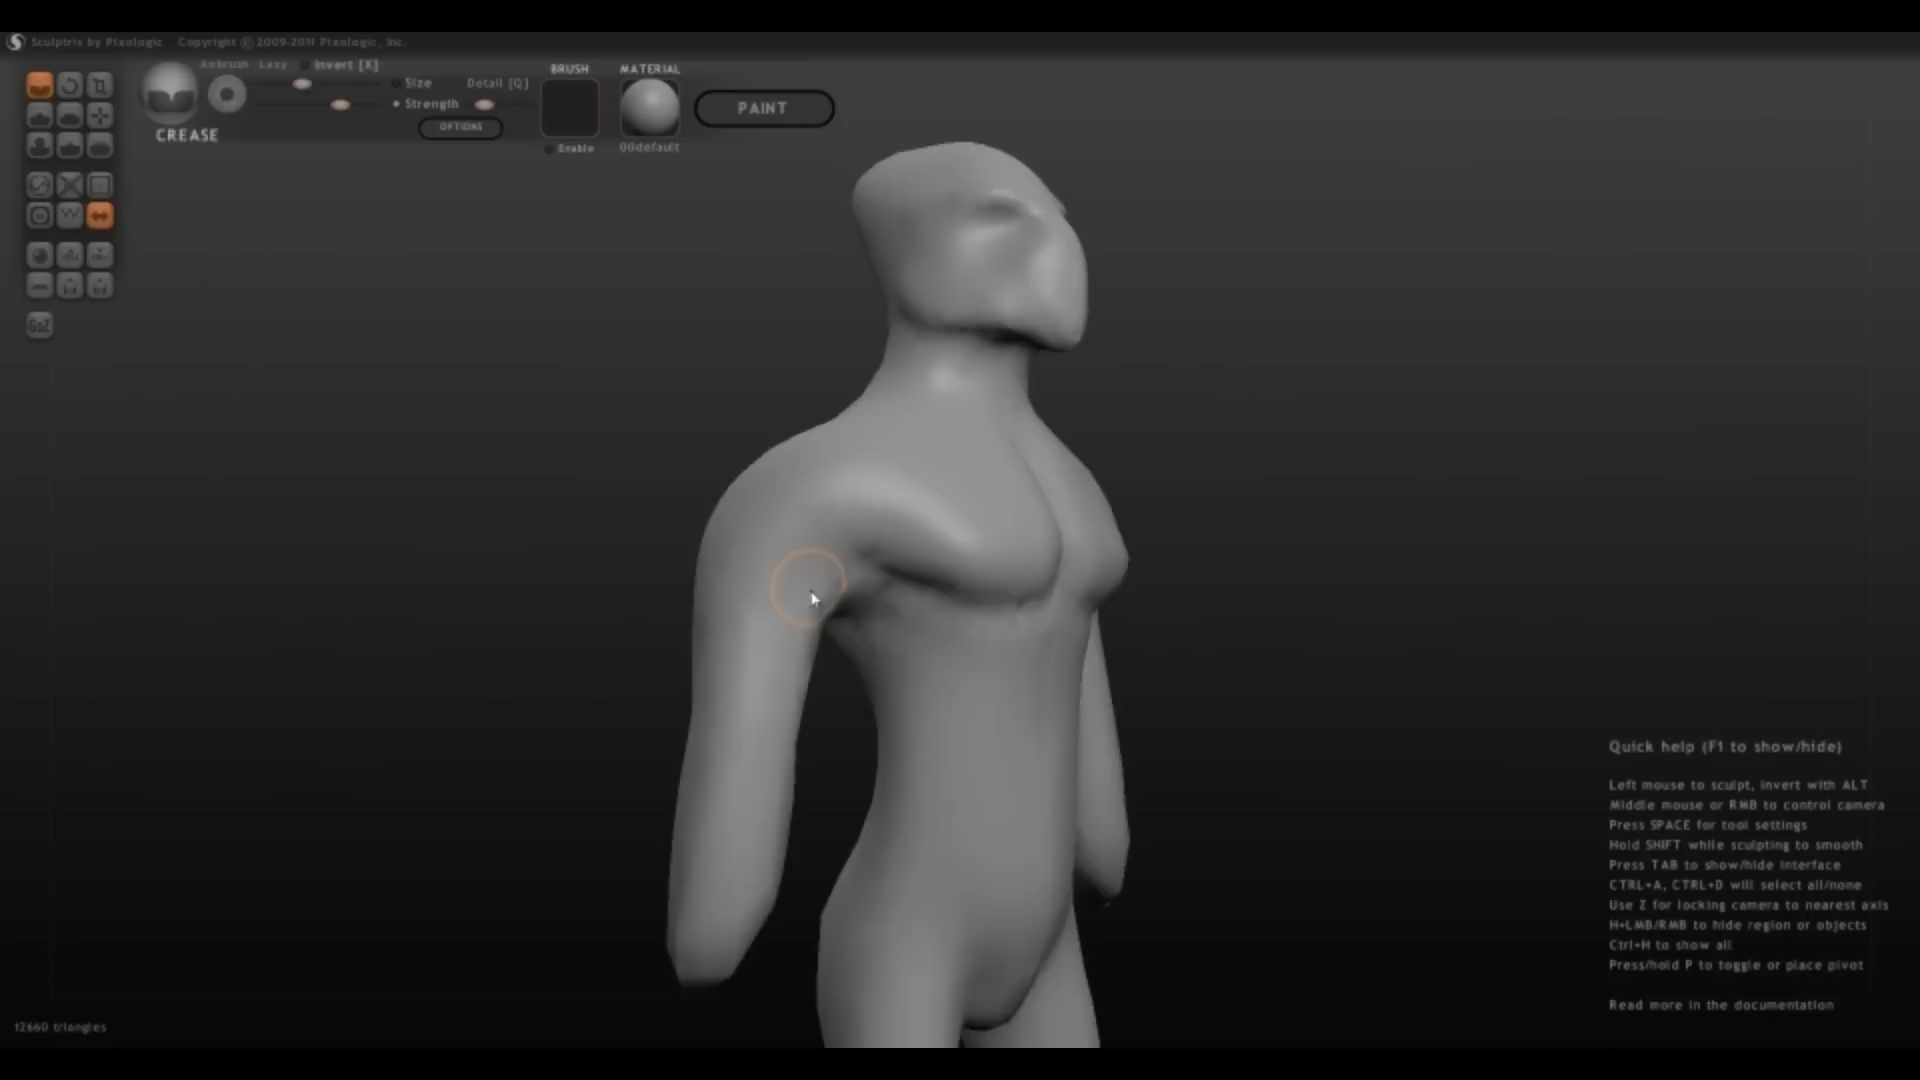 Sculptris by Pixologic Copyright © 2009-2011 Pixologic, Inc.
Airbrush Lazy Invert [X]
Size Detail [Q]
Strength
OPTIONS
CREASE
BRUSH
Enable
MATERIAL
00default
PAINT
GoZ
Quick help (F1 to show/hide)
Left mouse to sculpt, invert with ALT
Middle mouse or RMB to control camera
Press SPACE for tool settings
Hold SHIFT while sculpting to smooth
Press TAB to show/hide interface
CTRL+A, CTRL+D will select all/none
Use Z for locking camera to nearest axis
H+LMB/RMB to hide region or objects
Ctrl+H to show all
Press/hold P to toggle or place pivot
Read more in the documentation
12660 triangles